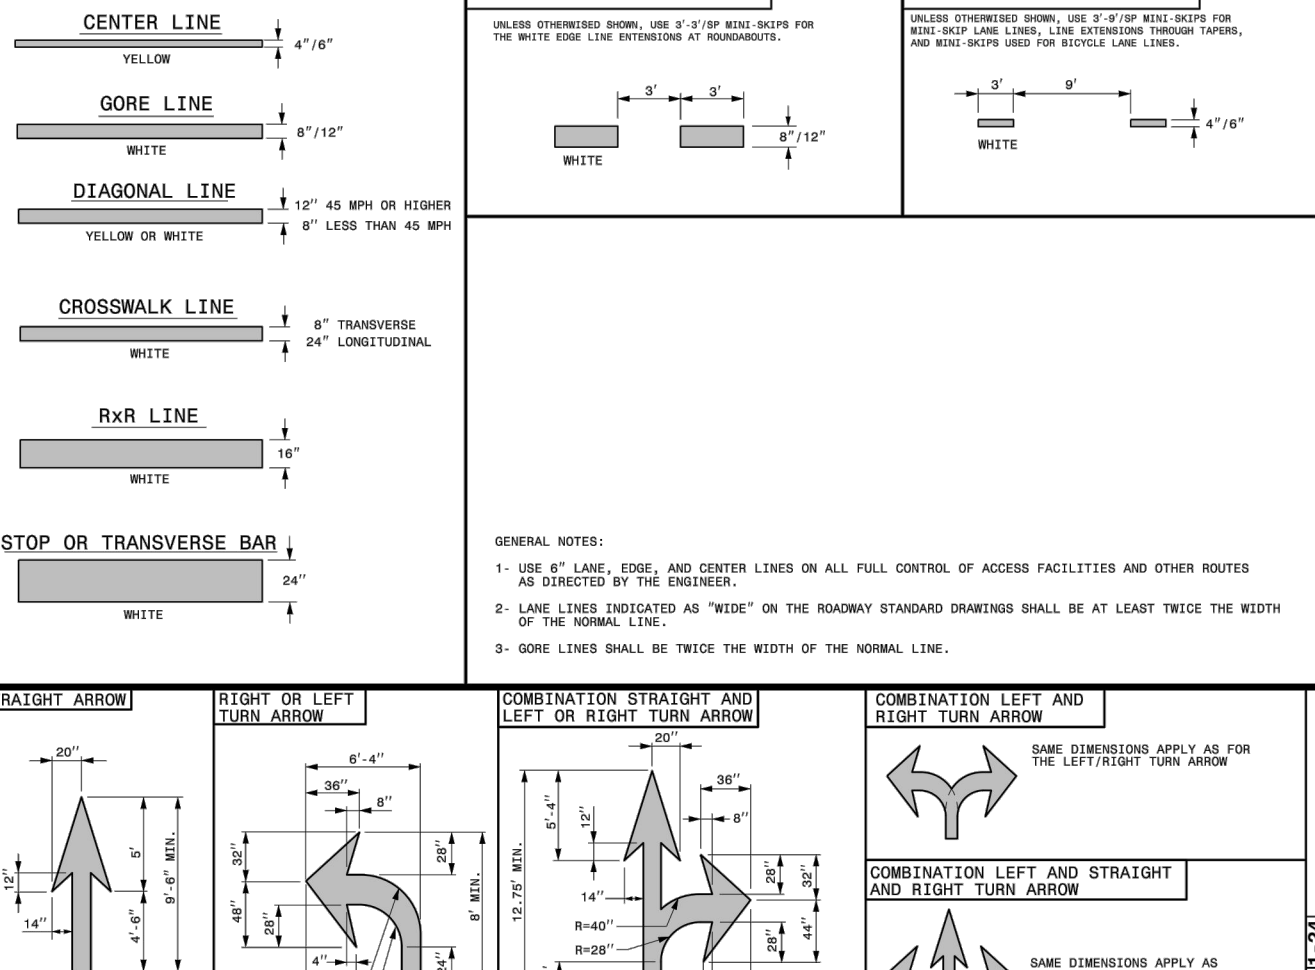 CENTER LINE
4"/6"
YELLOW
GORE LINE
8"/12"
WHITE
DIAGONAL LINE
12" 45 MPH OR HIGHER
8" LESS THAN 45 MPH
YELLOW OR WHITE
CROSSWALK LINE
8" TRANSVERSE
24" LONGITUDINAL
WHITE
RxR LINE
16"
WHITE
STOP OR TRANSVERSE BAR
24"
WHITE
UNLESS OTHERWISED SHOWN, USE 3'-3'/SP MINI-SKIPS FOR
THE WHITE EDGE LINE ENTENSIONS AT ROUNDABOUTS.
3' 3'
8"/12"
WHITE
UNLESS OTHERWISED SHOWN, USE 3'-9'/SP MINI-SKIPS FOR
MINI-SKIP LANE LINES, LINE EXTENSIONS THROUGH TAPERS,
AND MINI-SKIPS USED FOR BICYCLE LANE LINES.
3' 9'
4"/6"
WHITE
GENERAL NOTES:
1- USE 6" LANE, EDGE, AND CENTER LINES ON ALL FULL CONTROL OF ACCESS FACILITIES AND OTHER ROUTES
AS DIRECTED BY THE ENGINEER.
2- LANE LINES INDICATED AS "WIDE" ON THE ROADWAY STANDARD DRAWINGS SHALL BE AT LEAST TWICE THE WIDTH
OF THE NORMAL LINE.
3- GORE LINES SHALL BE TWICE THE WIDTH OF THE NORMAL LINE.
RAIGHT ARROW
20"
5'
9'-6" MIN.
12"
14"
4'-6"
RIGHT OR LEFT
TURN ARROW
6'-4"
36"
8"
32"
28"
8' MIN.
48"
28"
4"
24"
COMBINATION STRAIGHT AND
LEFT OR RIGHT TURN ARROW
20"
36"
5'-4"
12"
8"
12.75' MIN.
28"
32"
14"
R=40"
R=28"
28"
44"
COMBINATION LEFT AND
RIGHT TURN ARROW
SAME DIMENSIONS APPLY AS FOR
THE LEFT/RIGHT TURN ARROW
COMBINATION LEFT AND STRAIGHT
AND RIGHT TURN ARROW
SAME DIMENSIONS APPLY AS